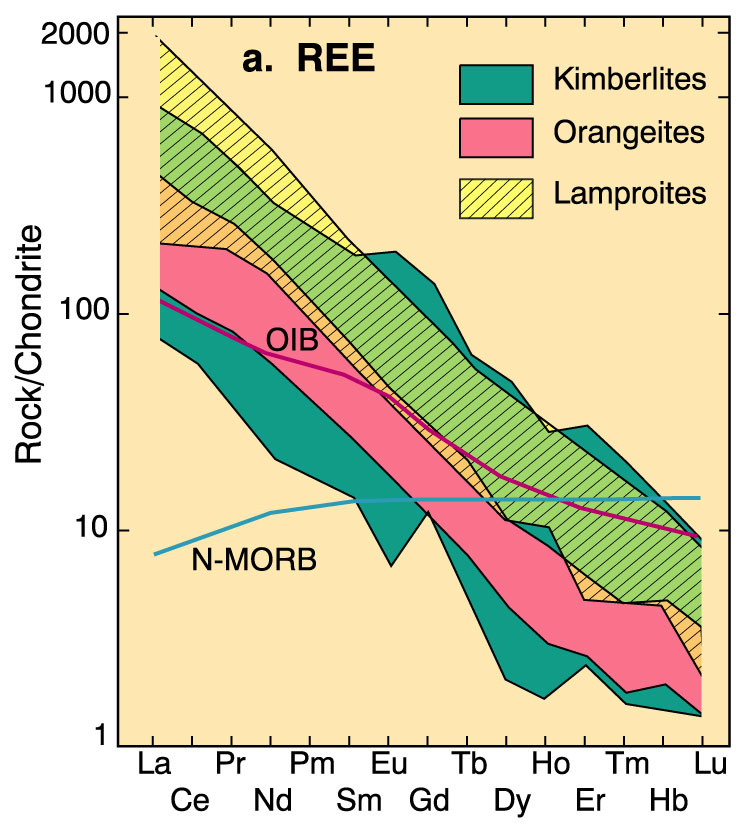 a. REE
2000
1000
100
10
1
Rock/Chondrite
Kimberlites
Orangeites
Lamproites
OIB
N-MORB
La Pr Pm Eu Tb Ho Tm Lu
Ce Nd Sm Gd Dy Er Hb